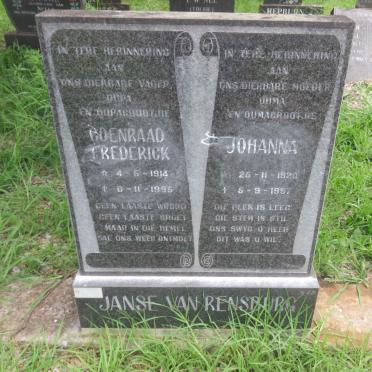 IN TERE HERINNERING
AAN
ONS DIERBARE VADER,
OUPA
EN OUPAGROOTJIE
COENRAAD
FREDERICK
* 4-5-1914
† 6-11-1995
GEEN LAASTE WOORD
GEEN LAASTE GROET
MAAR IN DIE HEMEL
SAL ONS WEER ONTMOET
IN TERE HERINNERING
AAN
ONS DIERBARE MOEDER,
OUMA
EN OUMAGROOTJIE
JOHANNA
* 26-11-1920
† 5-9-1997
DIE PLEK IS LEEG
DIE STEM IS STIL
ONS SWYG O HEER
DIT WAS U WIL
JANSE VAN RENSBURG
HEPBURN